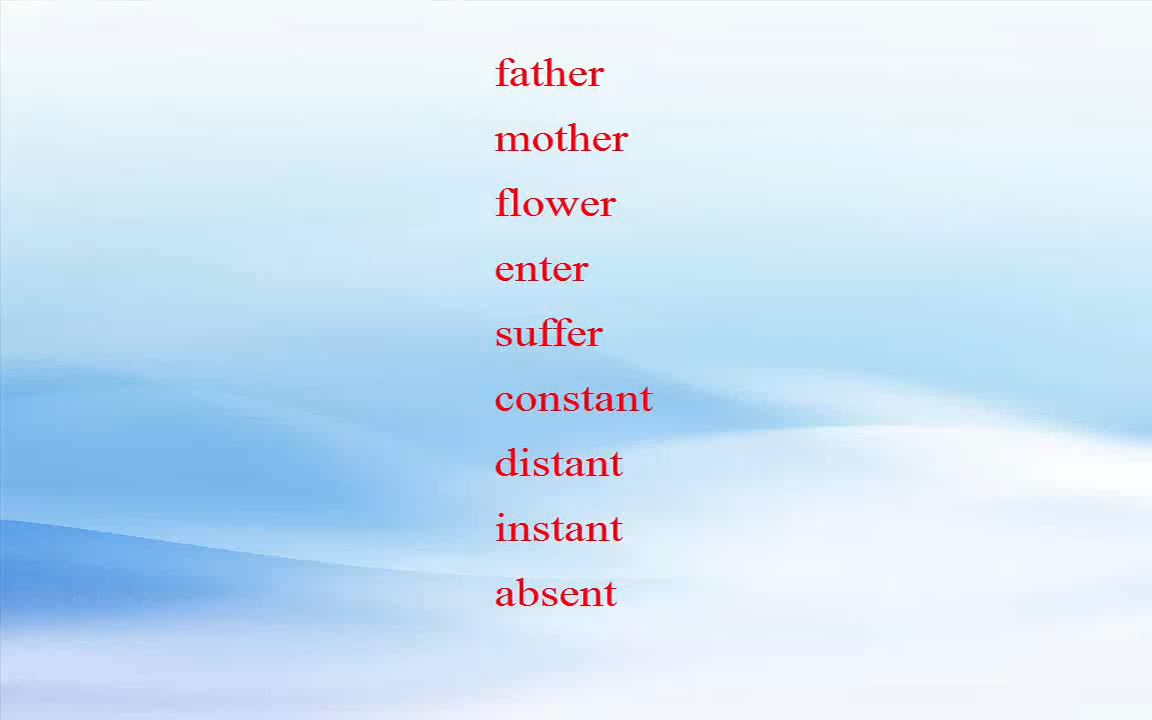 father
mother
flower
enter
suffer
constant
distant
instant
absent